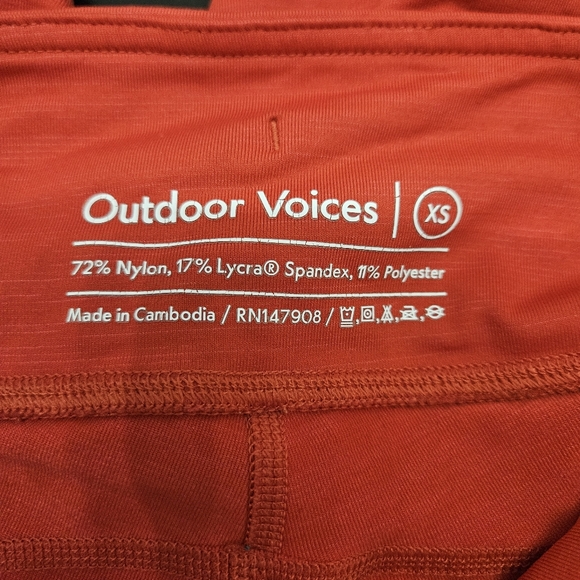 Outdoor Voices | XS
72% Nylon, 17% Lycra® Spandex, 11% Polyester
Made in Cambodia / RN147908 /